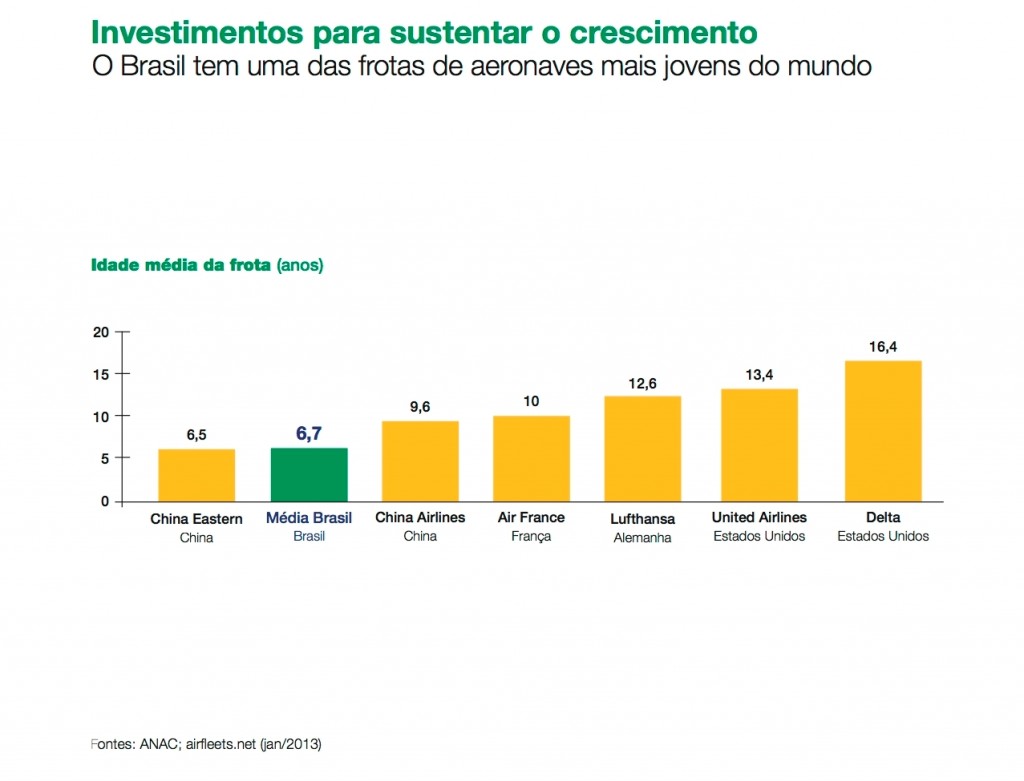 Investimentos para sustentar o crescimento
O Brasil tem uma das frotas de aeronaves mais jovens do mundo
Idade média da frota (anos)
20
15
10
5
0
6,5
6,7
9,6
10
12,6
13,4
16,4
China Eastern
China
Média Brasil
Brasil
China Airlines
China
Air France
França
Lufthansa
Alemanha
United Airlines
Estados Unidos
Delta
Estados Unidos
Fontes: ANAC; airfleets.net (jan/2013)